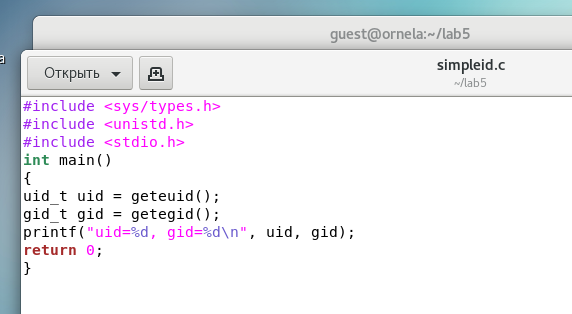 guest@ornela:~/lab5
a
Открыть
simpleid.c
~/lab5
#include <sys/types.h>
#include <unistd.h>
#include <stdio.h>
int main()
{
uid_t uid = geteuid();
gid_t gid = getegid();
printf("uid=%d, gid=%d\n", uid, gid);
return 0;
}